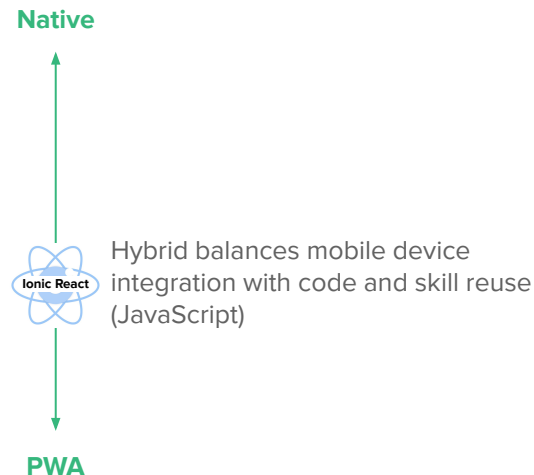 Native
Hybrid balances mobile device
Ionic React
integration with code and skill reuse
(JavaScript)
PWA